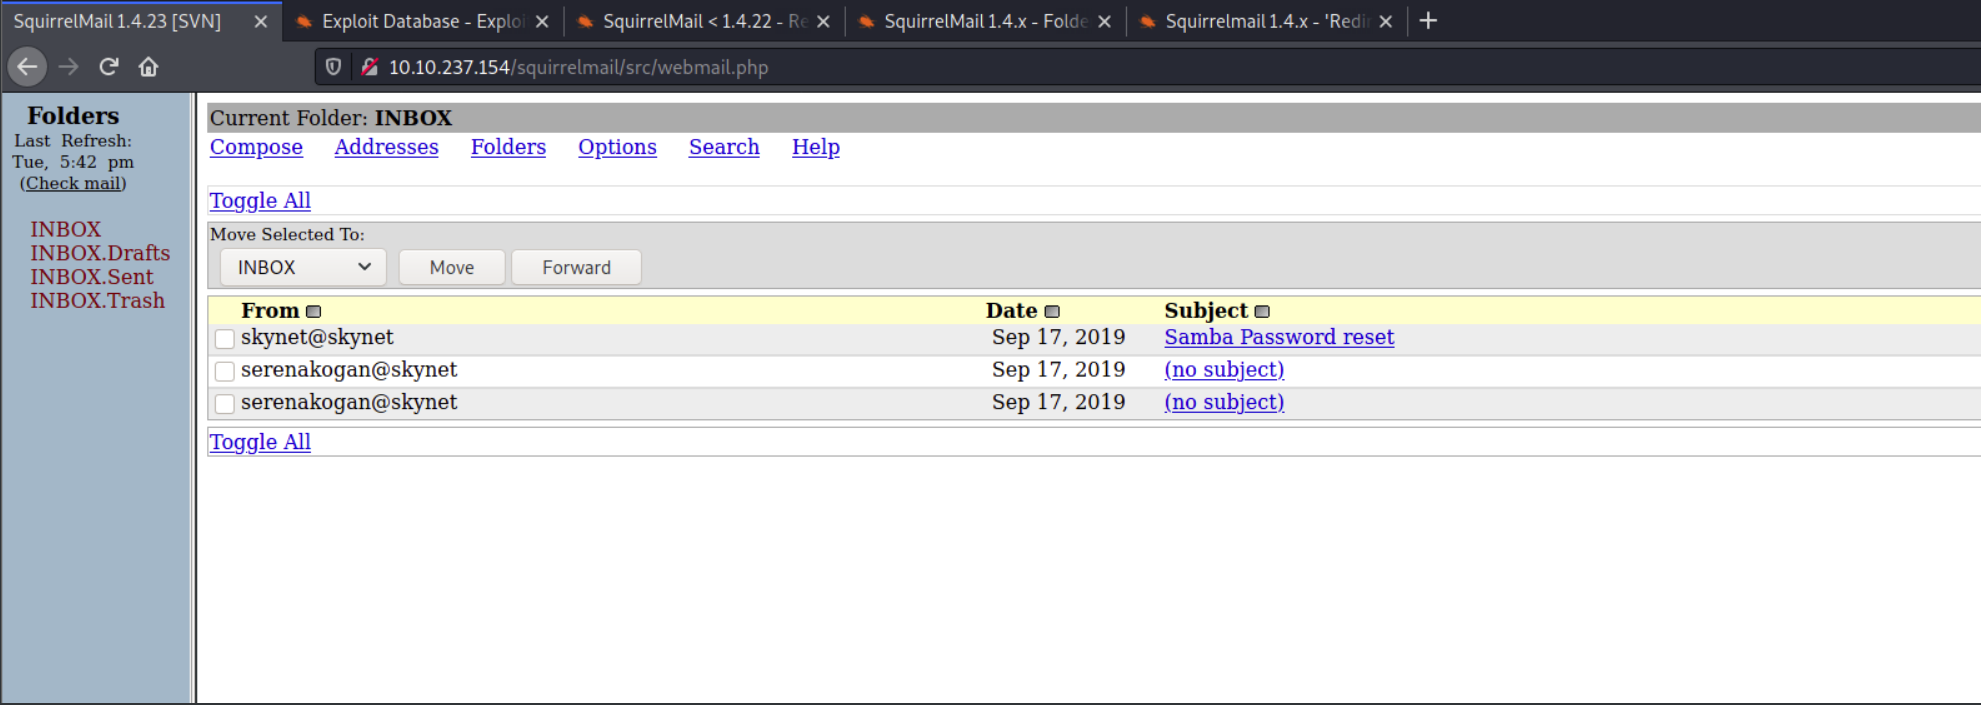 SquirrelMail 1.4.23 [SVN] Exploit Database - Exploi SquirrelMail < 1.4.22 - Re SquirrelMail 1.4.x - Folde Squirrelmail 1.4.x - 'Redir
10.10.237.154/squirrelmail/src/webmail.php
Folders
Last Refresh:
Tue, 5:42 pm
(Check mail)
INBOX
INBOX.Drafts
INBOX.Sent
INBOX.Trash
Current Folder: INBOX
Compose Addresses Folders Options Search Help
Toggle All
Move Selected To:
INBOX Move Forward
From Date Subject
skynet@skynet Sep 17, 2019 Samba Password reset
serenakogan@skynet Sep 17, 2019 (no subject)
serenakogan@skynet Sep 17, 2019 (no subject)
Toggle All